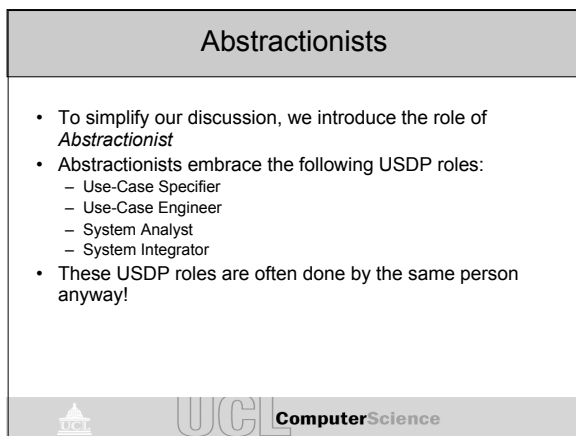 Abstractionists
• To simplify our discussion, we introduce the role of
Abstractionist
• Abstractionists embrace the following USDP roles:
– Use-Case Specifier
– Use-Case Engineer
– System Analyst
– System Integrator
• These USDP roles are often done by the same person
anyway!
UCL
UCL ComputerScience